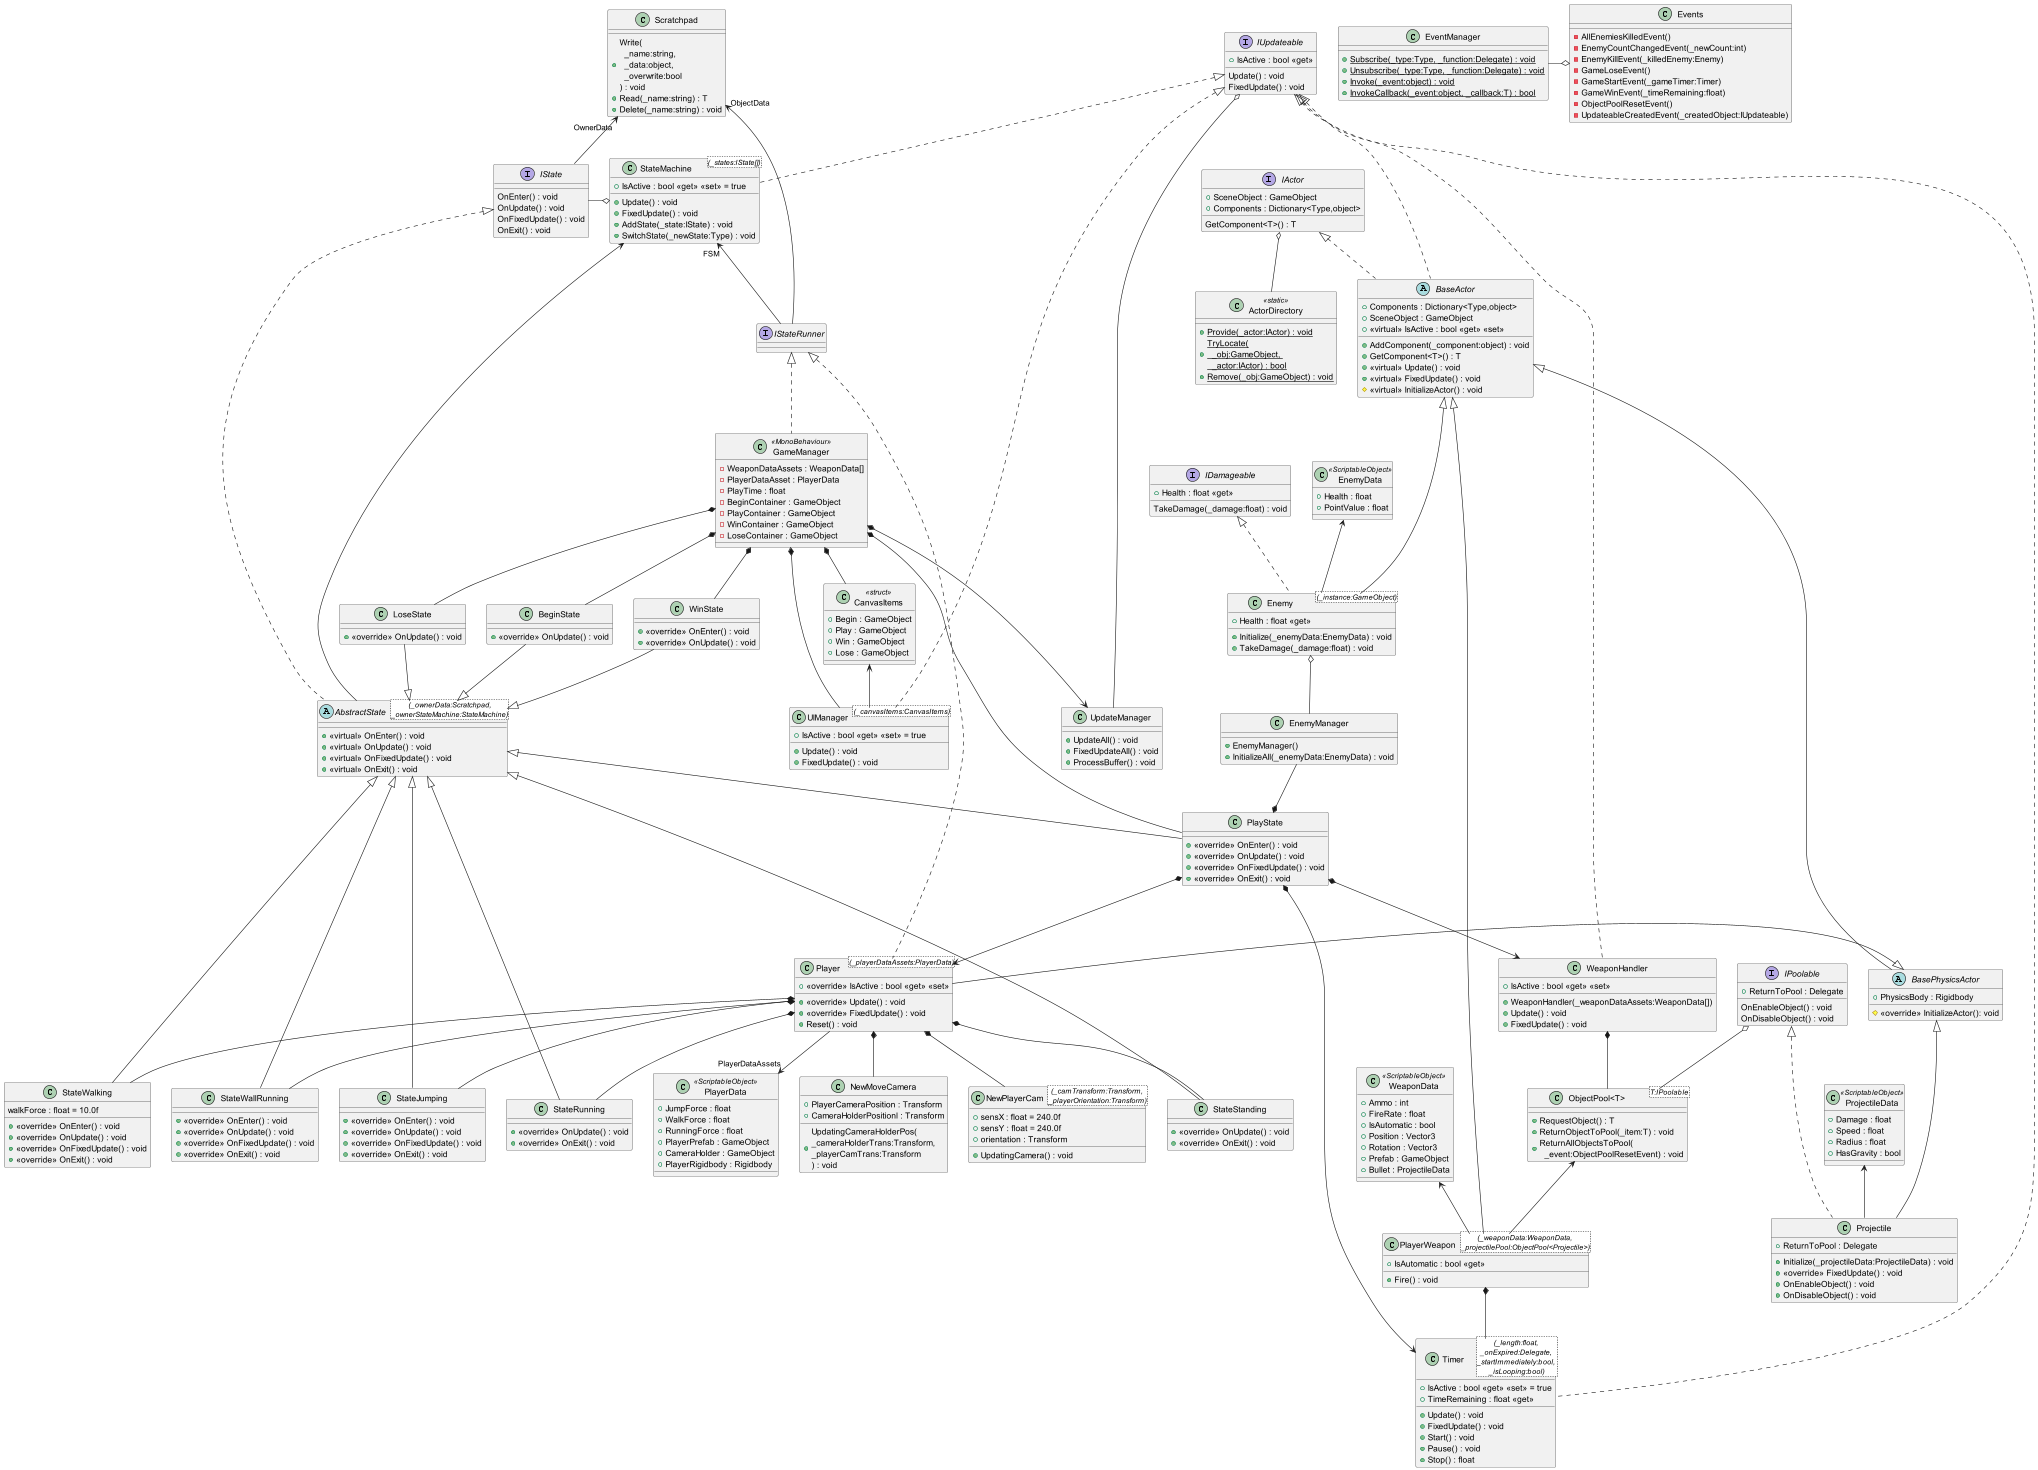 C Scratchpad
Write(
_name:string,
_data:object,
_overwrite:bool
) : void
Read(_name:string) : T
Delete(_name:string) : void
I IUpdateable
IsActive : bool «get»
Update() : void
FixedUpdate() : void
C EventManager
Subscribe(_type:Type, _function:Delegate) : void
Unsubscribe(_type:Type, _function:Delegate) : void
Invoke(_event:object) : void
InvokeCallback(_event:object, _callback:T) : bool
C Events
AllEnemiesKilledEvent()
EnemyCountChangedEvent(_newCount:int)
EnemyKillEvent(_killedEnemy:Enemy)
GameLoseEvent()
GameStartEvent(_gameTimer:Timer)
GameWinEvent(_timeRemaining:float)
ObjectPoolResetEvent()
UpdateableCreatedEvent(_createdObject:IUpdateable)
ObjectData
OwnerData
I IState
OnEnter() : void
OnUpdate() : void
OnFixedUpdate() : void
OnExit() : void
C StateMachine
(_states:IState[])
IsActive : bool «get» «set» = true
Update() : void
FixedUpdate() : void
AddState(_state:IState) : void
SwitchState(_newState:Type) : void
FSM
I IActor
SceneObject : GameObject
Components : Dictionary<Type,object>
GetComponent<T>() : T
I IStateRunner
«static»
C ActorDirectory
Provide(_actor:IActor) : void
TryLocate(
_obj:GameObject,
_actor:IActor) : bool
Remove(_obj:GameObject) : void
A BaseActor
Components : Dictionary<Type,object>
SceneObject : GameObject
«virtual» IsActive : bool «get» «set»
AddComponent(_component:object) : void
GetComponent<T>() : T
«virtual» Update() : void
«virtual» FixedUpdate() : void
«virtual» InitializeActor() : void
«MonoBehaviour»
C GameManager
WeaponDataAssets : WeaponData[]
PlayerDataAsset : PlayerData
PlayTime : float
BeginContainer : GameObject
PlayContainer : GameObject
WinContainer : GameObject
LoseContainer : GameObject
I IDamageable
Health : float «get»
TakeDamage(_damage:float) : void
«ScriptableObject»
C EnemyData
Health : float
PointValue : float
C LoseState
«override» OnUpdate() : void
C BeginState
«override» OnUpdate() : void
C WinState
«override» OnEnter() : void
«override» OnUpdate() : void
«struct»
C CanvasItems
Begin : GameObject
Play : GameObject
Win : GameObject
Lose : GameObject
C Enemy
(_instance:GameObject)
Health : float «get»
Initialize(_enemyData:EnemyData) : void
TakeDamage(_damage:float) : void
A AbstractState
(_ownerData:Scratchpad,
_ownerStateMachine:StateMachine)
«virtual» OnEnter() : void
«virtual» OnUpdate() : void
«virtual» OnFixedUpdate() : void
«virtual» OnExit() : void
C UIManager
(_canvasItems:CanvasItems)
IsActive : bool «get» «set» = true
Update() : void
FixedUpdate() : void
C UpdateManager
UpdateAll() : void
FixedUpdateAll() : void
ProcessBuffer() : void
C EnemyManager
EnemyManager()
InitializeAll(_enemyData:EnemyData) : void
C PlayState
«override» OnEnter() : void
«override» OnUpdate() : void
«override» OnFixedUpdate() : void
«override» OnExit() : void
C Player
(_playerDataAssets:PlayerData)
«override» IsActive : bool «get» «set»
«override» Update() : void
«override» FixedUpdate() : void
Reset() : void
C WeaponHandler
IsActive : bool «get» «set»
WeaponHandler(_weaponDataAssets:WeaponData[])
Update() : void
FixedUpdate() : void
I IPoolable
ReturnToPool : Delegate
OnEnableObject() : void
OnDisableObject() : void
A BasePhysicsActor
PhysicsBody : Rigidbody
«override» InitializeActor(): void
PlayerDataAssets
C StateWalking
walkForce : float = 10.0f
«override» OnEnter() : void
«override» OnUpdate() : void
«override» OnFixedUpdate() : void
«override» OnExit() : void
C StateWallRunning
«override» OnEnter() : void
«override» OnUpdate() : void
«override» OnFixedUpdate() : void
«override» OnExit() : void
C StateJumping
«override» OnEnter() : void
«override» OnUpdate() : void
«override» OnFixedUpdate() : void
«override» OnExit() : void
C StateRunning
«override» OnUpdate() : void
«override» OnExit() : void
«ScriptableObject»
C PlayerData
JumpForce : float
WalkForce : float
RunningForce : float
PlayerPrefab : GameObject
CameraHolder : GameObject
PlayerRigidbody : Rigidbody
C NewMoveCamera
PlayerCameraPosition : Transform
CameraHolderPositionl : Transform
UpdatingCameraHolderPos(
_cameraHolderTrans:Transform,
_playerCamTrans:Transform
) : void
C NewPlayerCam
(_camTransform:Transform,
_playerOrientation:Transform)
sensX : float = 240.0f
sensY : float = 240.0f
orientation : Transform
UpdatingCamera() : void
C StateStanding
«override» OnUpdate() : void
«override» OnExit() : void
«ScriptableObject»
C WeaponData
Ammo : int
FireRate : float
IsAutomatic : bool
Position : Vector3
Rotation : Vector3
Prefab : GameObject
Bullet : ProjectileData
C ObjectPool<T>
T:IPoolable
RequestObject() : T
ReturnObjectToPool(_item:T) : void
ReturnAllObjectsToPool(
_event:ObjectPoolResetEvent) : void
«ScriptableObject»
C ProjectileData
Damage : float
Speed : float
Radius : float
HasGravity : bool
C PlayerWeapon
(_weaponData:WeaponData,
_projectilePool:ObjectPool<Projectile>)
IsAutomatic : bool «get»
Fire() : void
C Projectile
ReturnToPool : Delegate
Initialize(_projectileData:ProjectileData) : void
«override» FixedUpdate() : void
OnEnableObject() : void
OnDisableObject() : void
C Timer
(_length:float,
_onExpired:Delegate,
_startImmediately:bool,
_isLooping:bool)
IsActive : bool «get» «set» = true
TimeRemaining : float «get»
Update() : void
FixedUpdate() : void
Start() : void
Pause() : void
Stop() : float